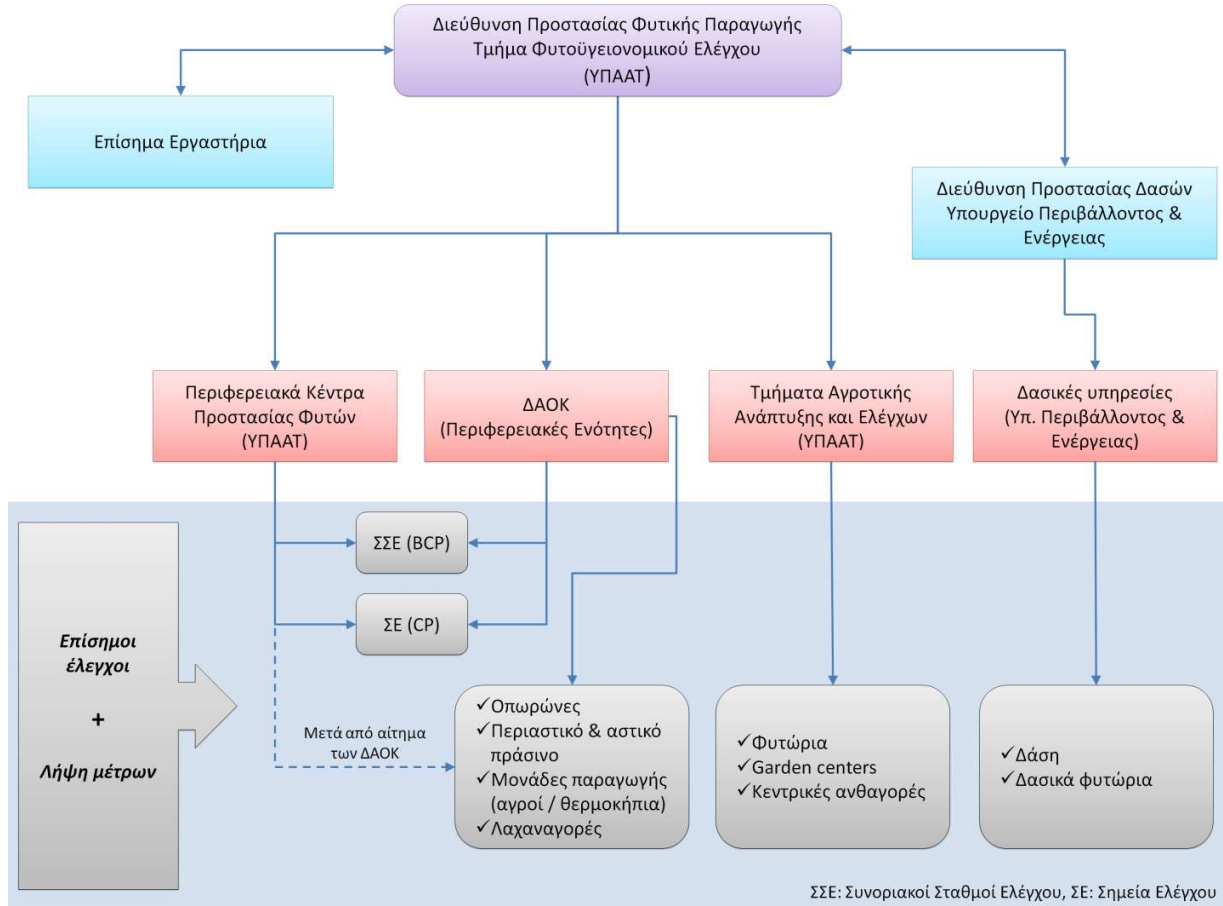 Διεύθυνση Προστασίας Φυτικής Παραγωγής
Τμήμα Φυτοϋγειονομικού Ελέγχου
(ΥΠΑΑΤ)
Επίσημα Εργαστήρια
Διεύθυνση Προστασίας Δασών
Υπουργείο Περιβάλλοντος &
Ενέργειας
Περιφερειακά Κέντρα
Προστασίας Φυτών
(ΥΠΑΑΤ)
ΔΑΟΚ
(Περιφερειακές Ενότητες)
Τμήματα Αγροτικής
Ανάπτυξης και Ελέγχων
(ΥΠΑΑΤ)
Δασικές υπηρεσίες
(Υπ. Περιβάλλοντος &
Ενέργειας)
Επίσημοι
έλεγχοι
+
Λήψη μέτρων
ΣΣΕ (BCP)
ΣΕ (CP)
Μετά από αίτημα
των ΔΑΟΚ
✓Οπωρώνες
✓Περιαστικό & αστικό
πράσινο
✓Μονάδες παραγωγής
(αγροί / θερμοκήπια)
✓Λαχαναγορές
✓Φυτώρια
✓Garden centers
✓Κεντρικές ανθαγορές
✓Δάση
✓Δασικά φυτώρια
ΣΣΕ: Συνοριακοί Σταθμοί Ελέγχου, ΣΕ: Σημεία Ελέγχου